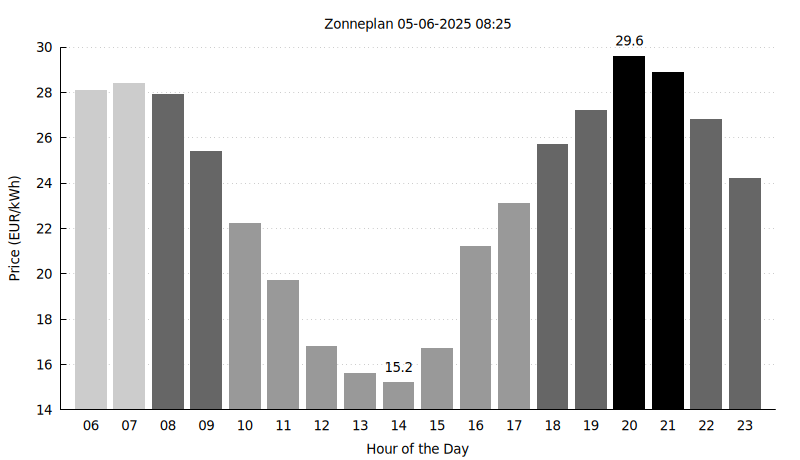 Zonneplan 05-06-2025 08:25
Price (EUR/kWh)
30
28
26
24
22
20
18
16
14
29.6
15.2
06 07 08 09 10 11 12 13 14 15 16 17 18 19 20 21 22 23
Hour of the Day